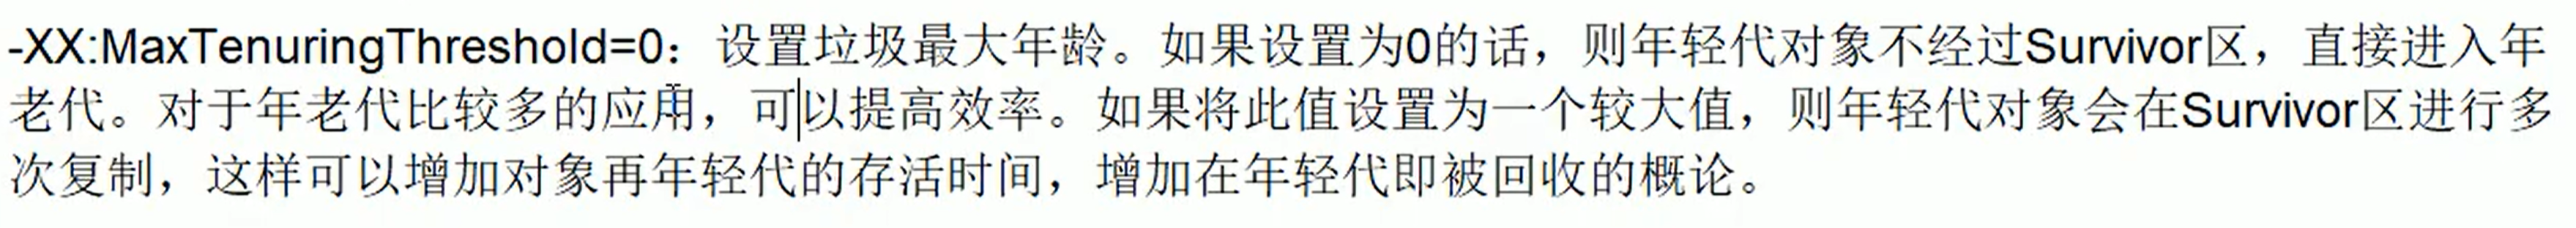 -XX:MaxTenuringThreshold=0：设置垃圾最大年龄。如果设置为0的话，则年轻代对象不经过Survivor区，直接进入年
老代。对于年老代比较多的应用，可以提高效率。如果将此值设置为一个较大值，则年轻代对象会在Survivor区进行多
次复制，这样可以增加对象再年轻代的存活时间，增加在年轻代即被回收的概论。